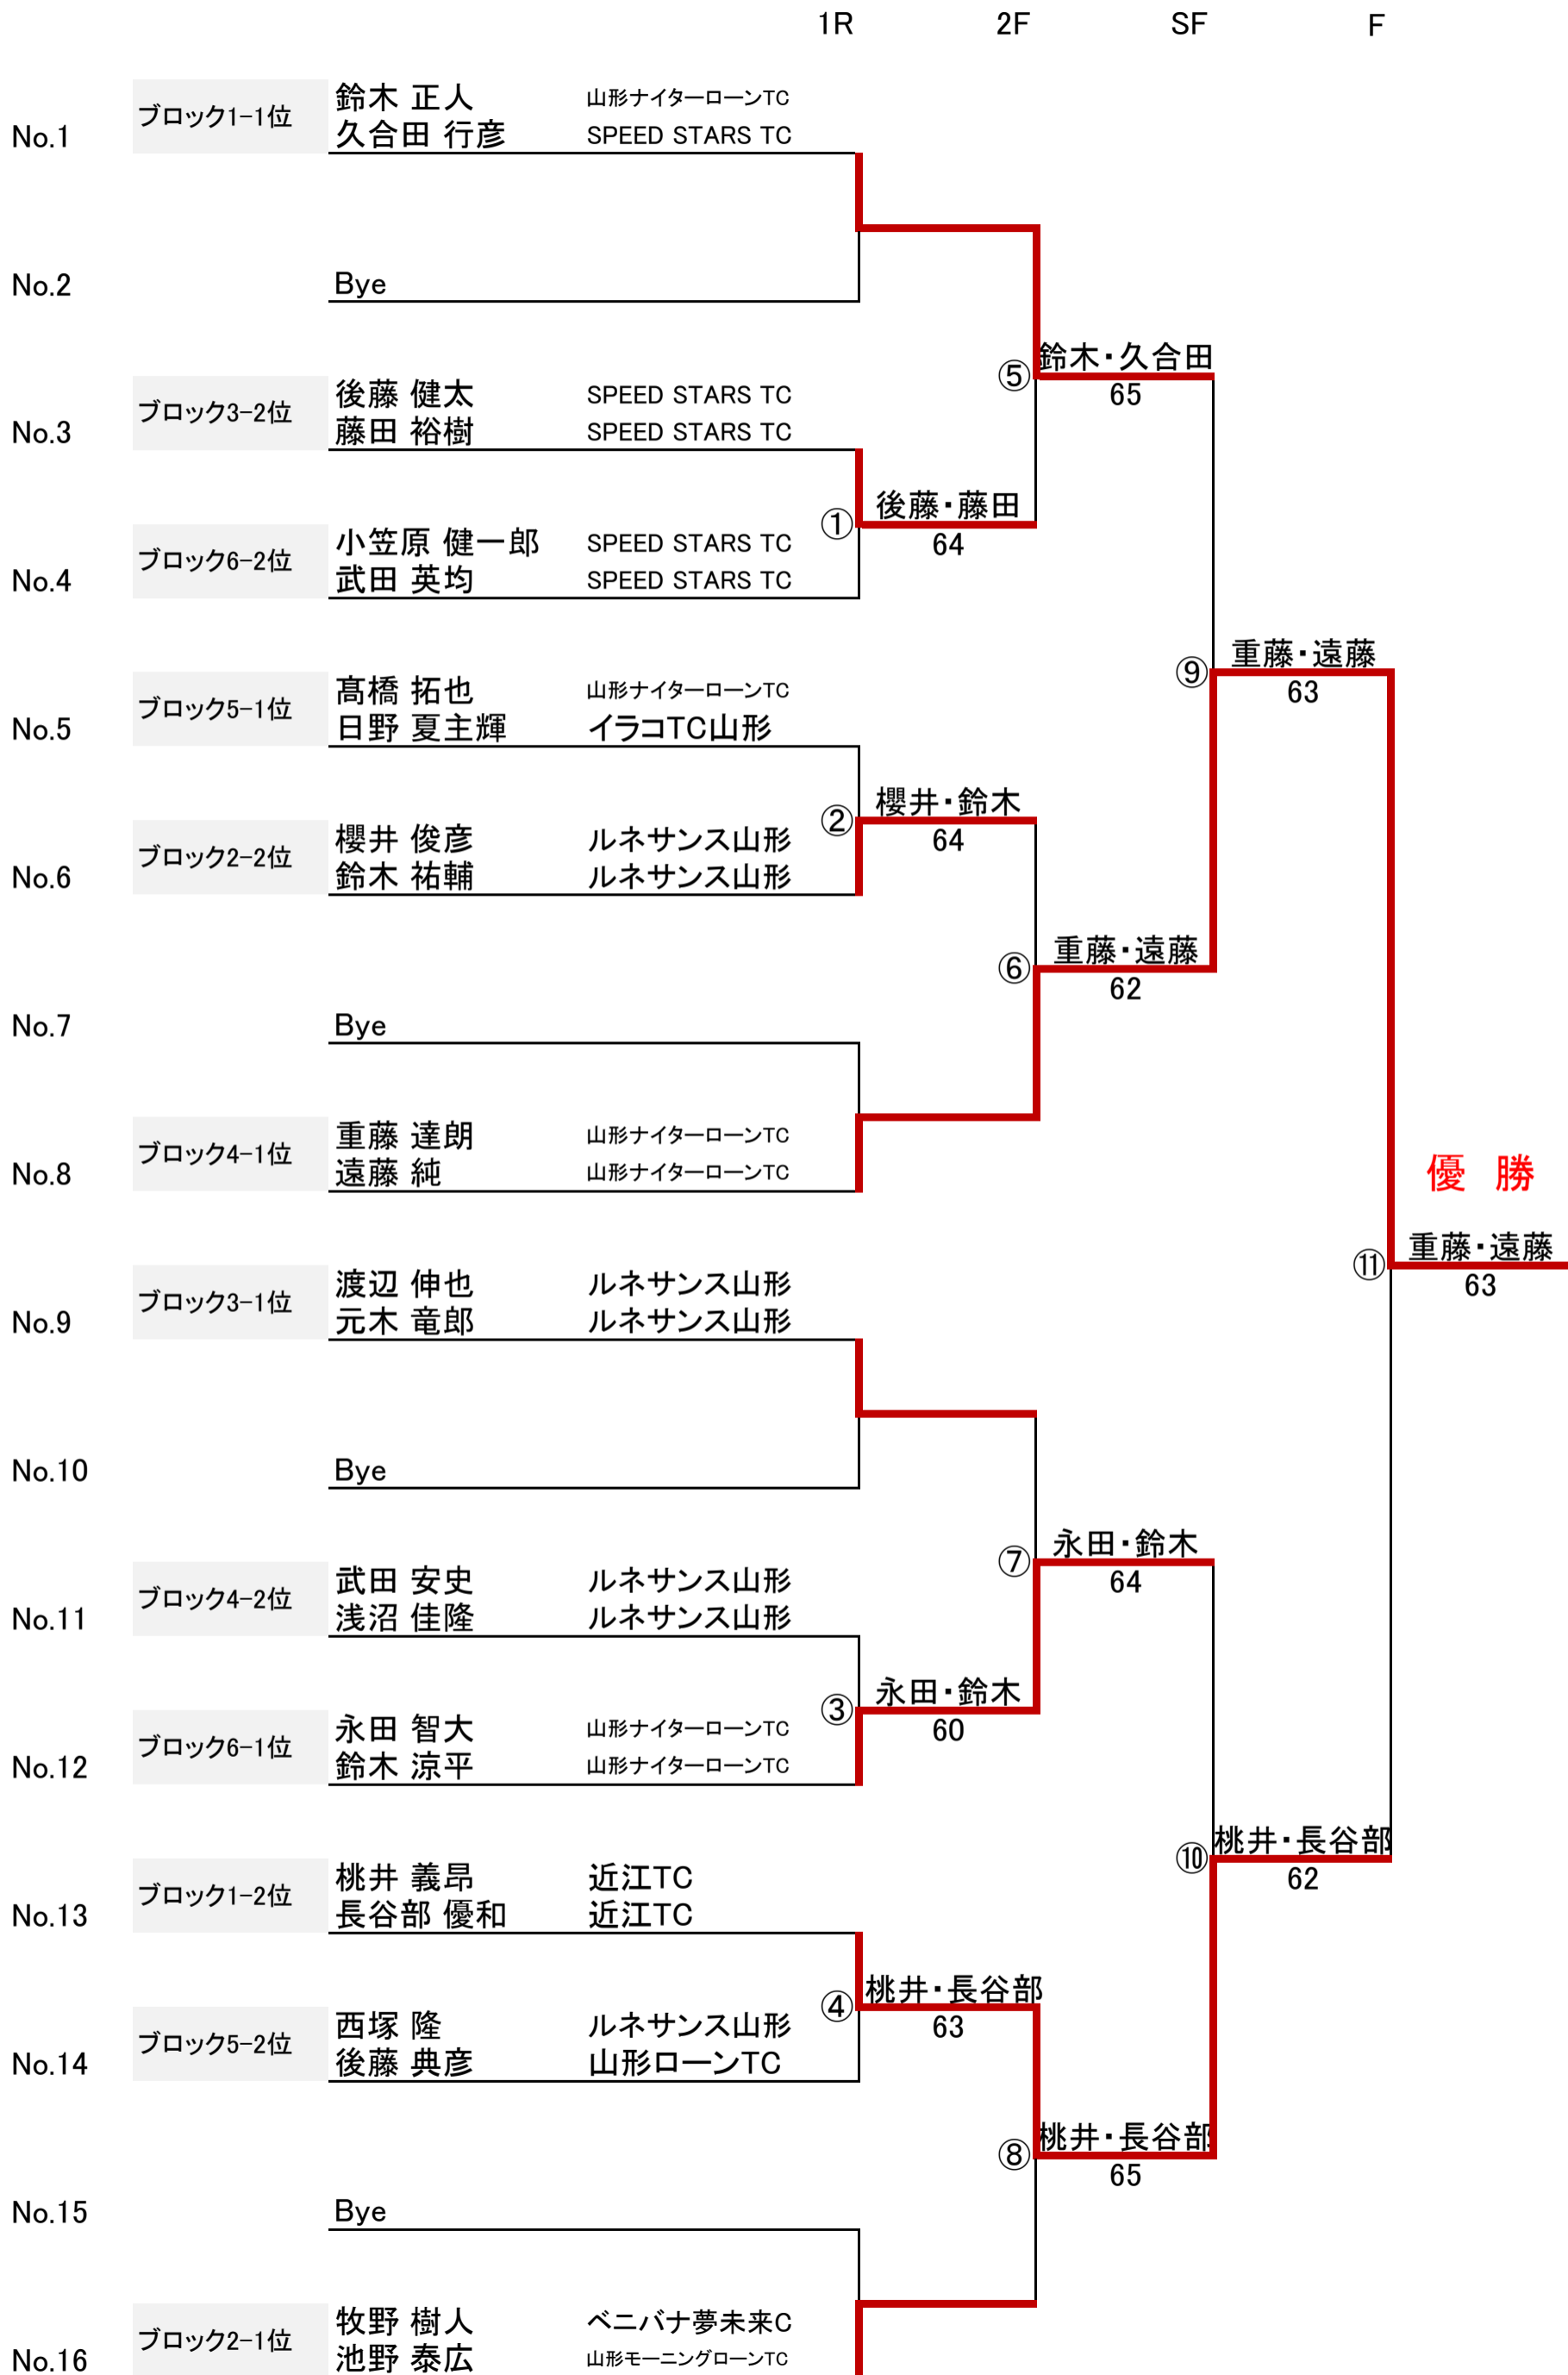 1R 2F SF F
ブロック1-1位 鈴木 正人 山形ナイターローンTC
No.1 久合田 行彦 SPEED STARS TC
No.2 Bye
⑤ 鈴木・久合田
65
ブロック3-2位 後藤 健太 SPEED STARS TC
No.3 藤田 裕樹 SPEED STARS TC
① 後藤・藤田
64
ブロック6-2位 小笠原 健一郎 SPEED STARS TC
No.4 武田 英均 SPEED STARS TC
⑨ 重藤・遠藤
63
ブロック5-1位 髙橋 拓也 山形ナイターローンTC
No.5 日野 夏主輝 イラコTC山形
② 櫻井・鈴木
64
ブロック2-2位 櫻井 俊彦 ルネサンス山形
No.6 鈴木 祐輔 ルネサンス山形
⑥ 重藤・遠藤
62
No.7 Bye
ブロック4-1位 重藤 達朗 山形ナイターローンTC
No.8 遠藤 純 山形ナイターローンTC
優 勝
⑪ 重藤・遠藤
63
ブロック3-1位 渡辺 伸也 ルネサンス山形
No.9 元木 竜郎 ルネサンス山形
No.10 Bye
⑦ 永田・鈴木
64
ブロック4-2位 武田 安史 ルネサンス山形
No.11 浅沼 佳隆 ルネサンス山形
③ 永田・鈴木
60
ブロック6-1位 永田 智大 山形ナイターローンTC
No.12 鈴木 涼平 山形ナイターローンTC
⑩ 桃井・長谷部
62
ブロック1-2位 桃井 義昂 近江TC
No.13 長谷部 優和 近江TC
④ 桃井・長谷部
63
ブロック5-2位 西塚 隆 ルネサンス山形
No.14 後藤 典彦 山形ローンTC
⑧ 桃井・長谷部
65
No.15 Bye
ブロック2-1位 牧野 樹人 ベニバナ夢未来C
No.16 池野 泰広 山形モーニングローンTC